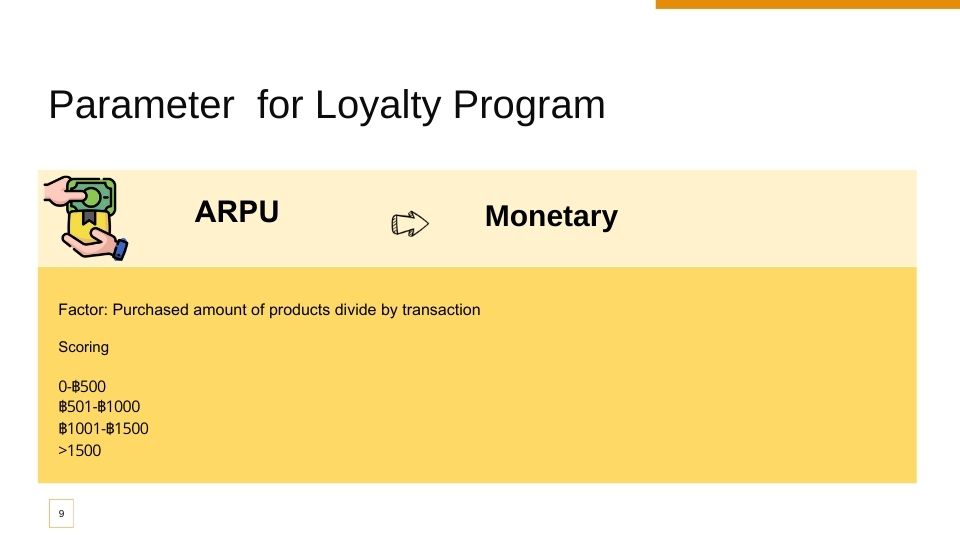 Parameter  for Loyalty Program
ARPU
Monetary
Factor: Purchased amount of products divide by transaction
Scoring
0-฿500
฿501-฿1000
฿1001-฿1500
>1500
9